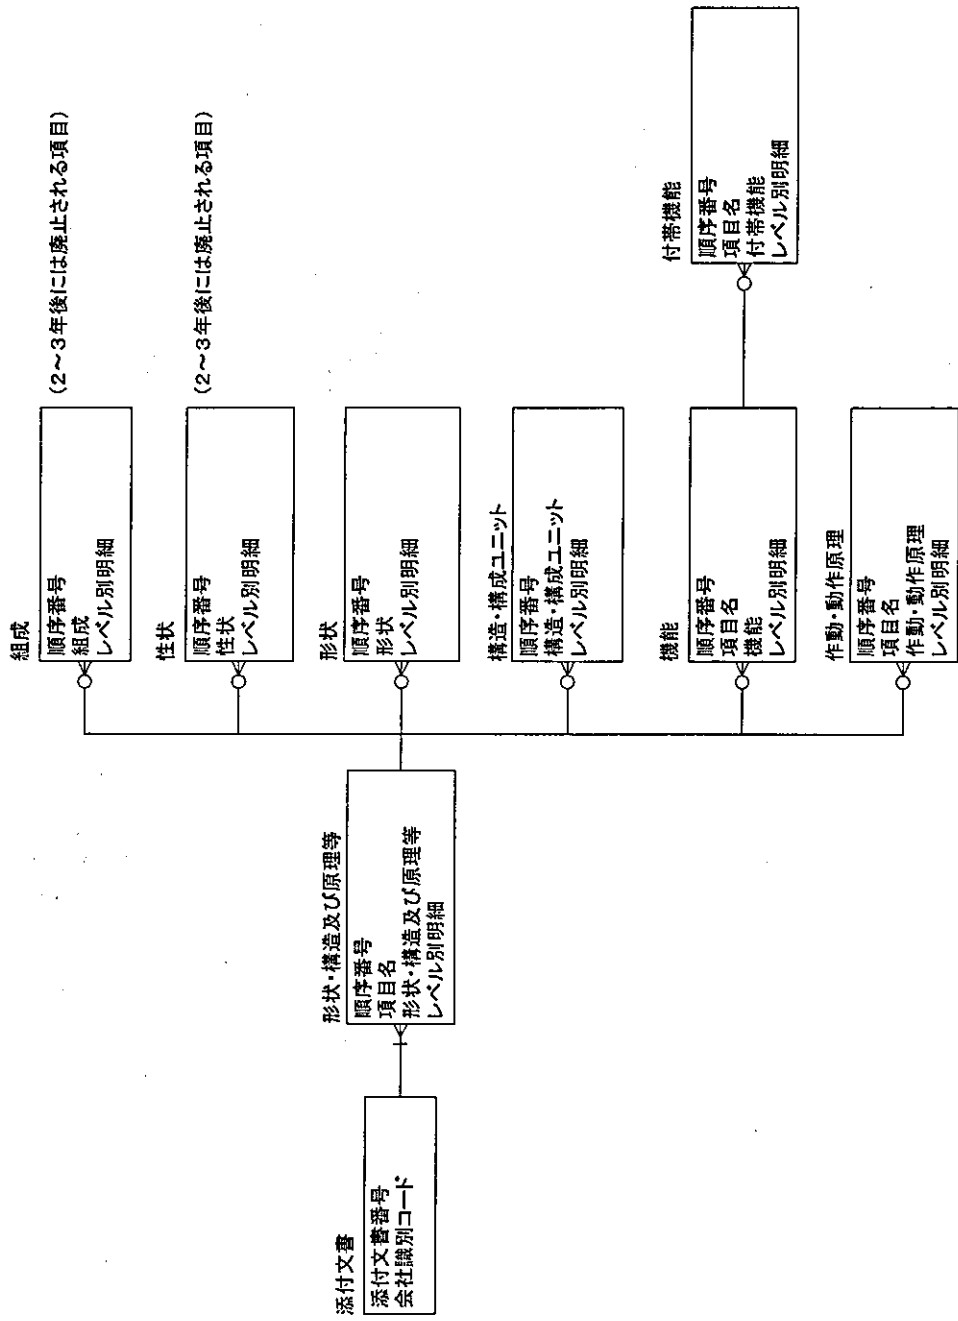 添付文書
添付文書番号
会社識別コード
形状・構造及び原理等
順序番号
項目名
形状・構造及び原理等
レベル別明細
組成
順序番号
組成
レベル別明細
(2～3年後には廃止される項目)
性状
順序番号
性状
レベル別明細
(2～3年後には廃止される項目)
形状
順序番号
形状
レベル別明細
構造・構成ユニット
順序番号
構造・構成ユニット
レベル別明細
機能
順序番号
項目名
機能
レベル別明細
付帯機能
順序番号
項目名
付帯機能
レベル別明細
作動・動作原理
順序番号
項目名
作動・動作原理
レベル別明細